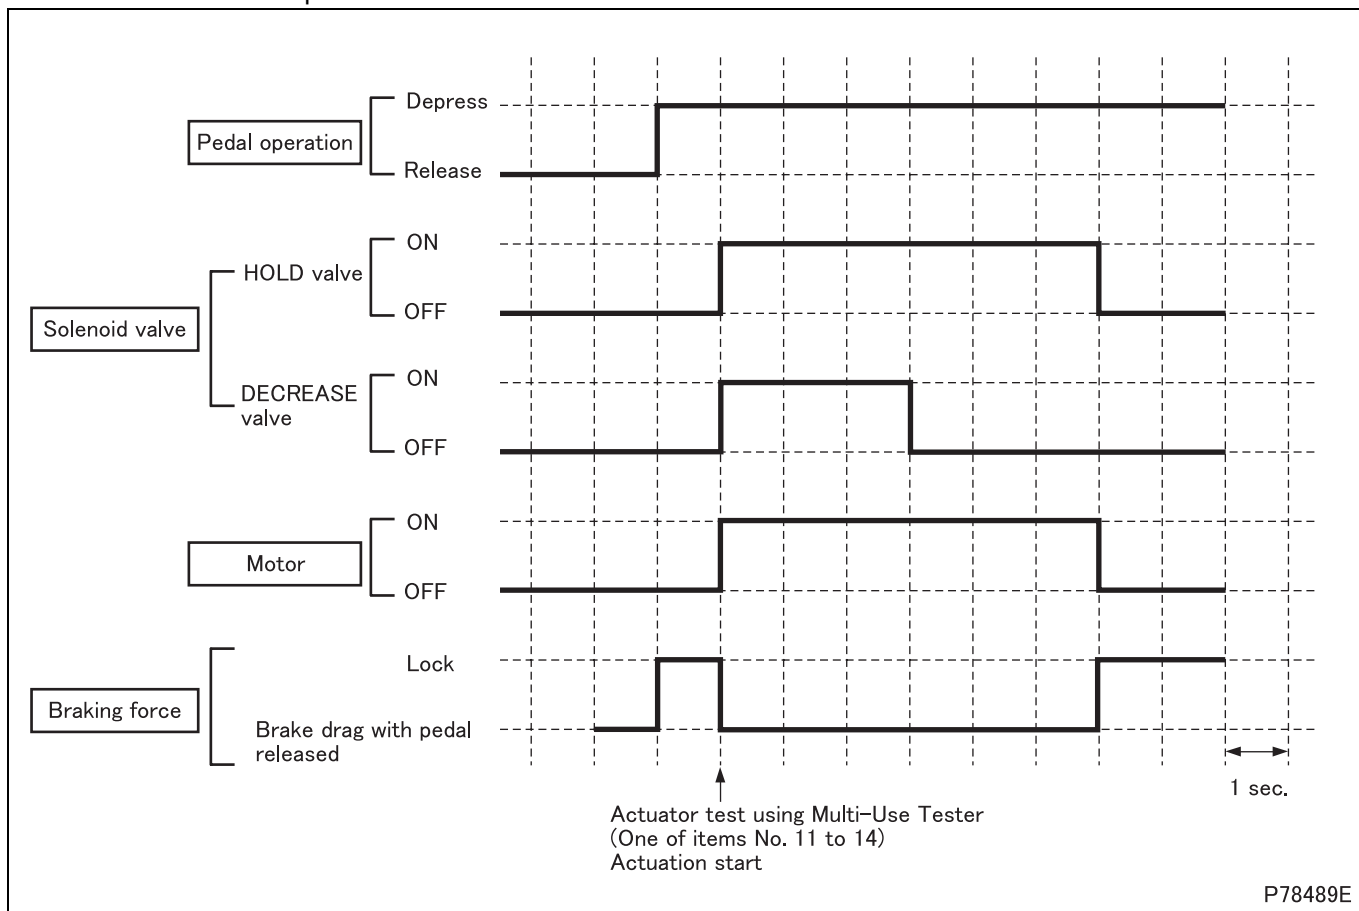 Depress
Pedal operation
Release
ON
HOLD valve
OFF
Solenoid valve
ON
DECREASE
valve
OFF
ON
Motor
OFF
Lock
Braking force
Brake drag with pedal
released
1 sec.
Actuator test using Multi-Use Tester
(One of items No. 11 to 14)
Actuation start
P78489E